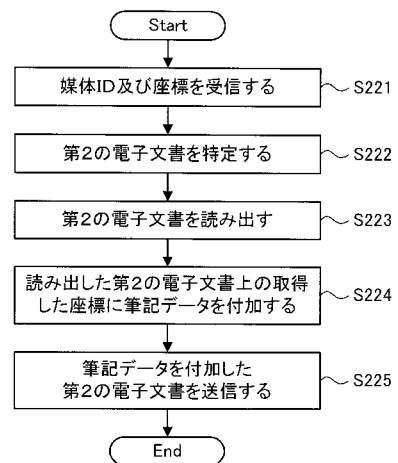 Start
媒体ID及び座標を受信する
S221
第2の電子文書を特定する
S222
第2の電子文書を読み出す
S223
読み出した第2の電子文書上の取得
した座標に筆記データを付加する
S224
筆記データを付加した
第2の電子文書を送信する
S225
End